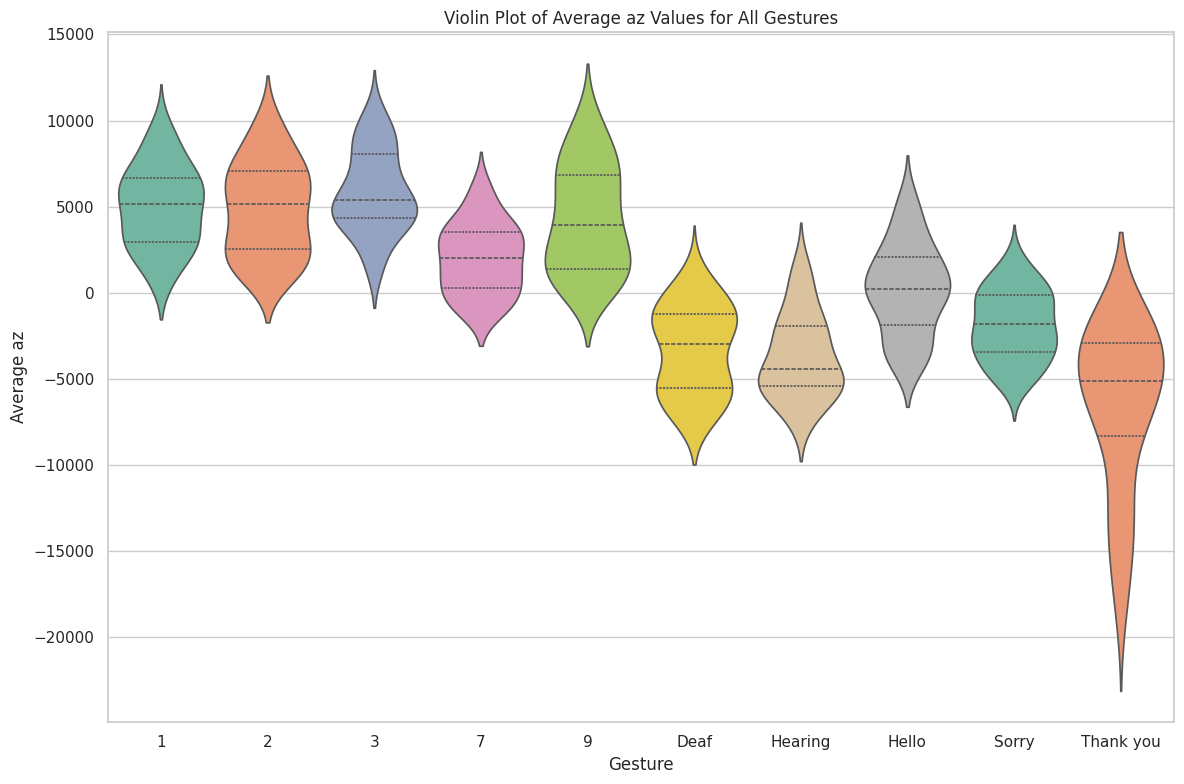 Violin Plot of Average az Values for All Gestures
Average az
15000
10000
5000
0
−5000
−10000
−15000
−20000
1 2 3 7 9 Deaf Hearing Hello Sorry Thank you
Gesture